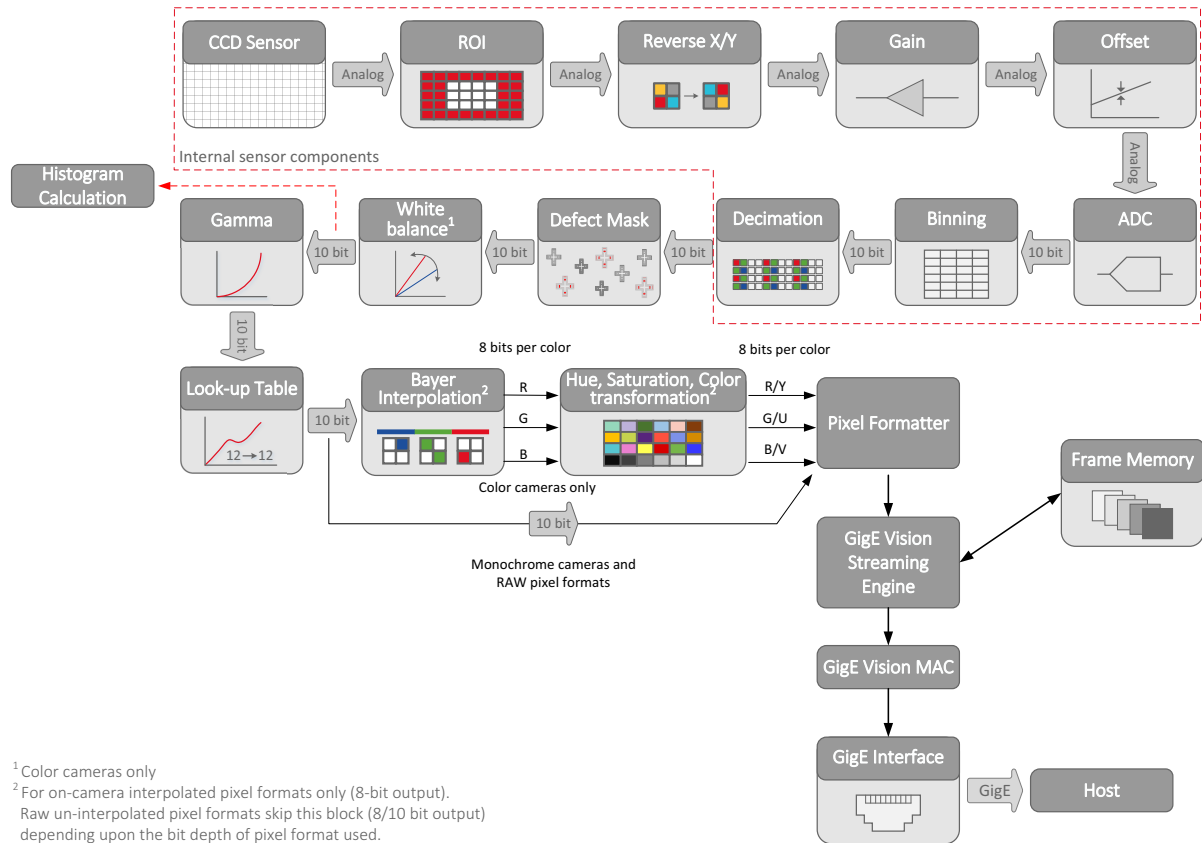 CCD Sensor
Analog
ROI
Analog
Reverse X/Y
Analog
Gain
Analog
Offset
Analog
Internal sensor components
Histogram
Calculation
Gamma
10 bit
White
balance1
10 bit
Defect Mask
10 bit
Decimation
10 bit
Binning
10 bit
ADC
10 bit
Look-up Table
12→12
10 bit
8 bits per color
Bayer
Interpolation2
R
G
B
Hue, Saturation, Color
transformation2
8 bits per color
R/Y
G/U
B/V
Color cameras only
10 bit
Monochrome cameras and
RAW pixel formats
Pixel Formatter
Frame Memory
GigE Vision
Streaming
Engine
GigE Vision MAC
GigE Interface
GigE
Host
1 Color cameras only
2 For on-camera interpolated pixel formats only (8-bit output).
Raw un-interpolated pixel formats skip this block (8/10 bit output)
depending upon the bit depth of pixel format used.